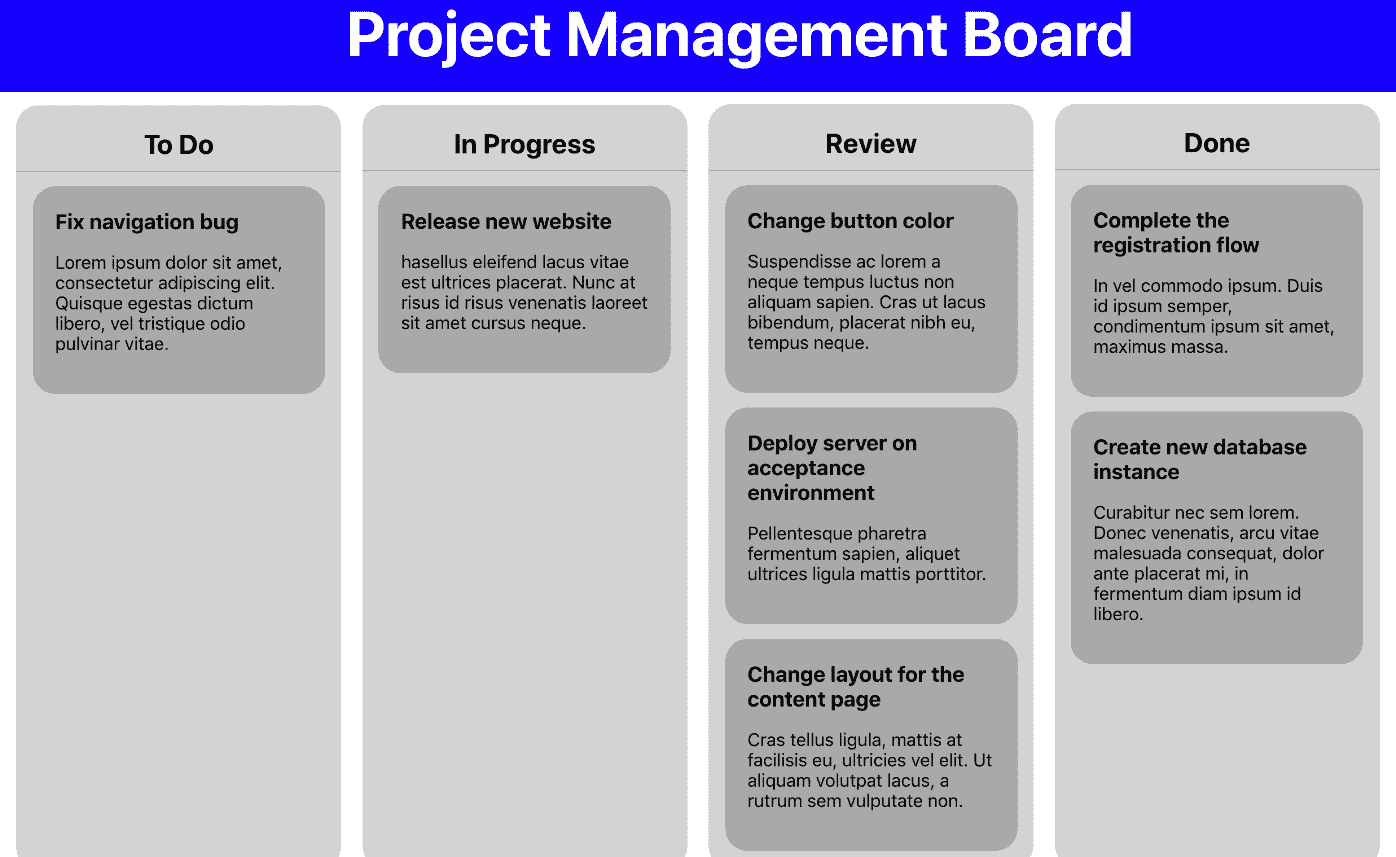 Project Management Board
To Do
Fix navigation bug
Lorem ipsum dolor sit amet,
consectetur adipiscing elit.
Quisque egestas dictum
libero, vel tristique odio
pulvinar vitae.
In Progress
Release new website
hasellus eleifend lacus vitae
est ultrices placerat. Nunc at
risus id risus venenatis laoreet
sit amet cursus neque.
Review
Change button color
Suspendisse ac lorem a
neque tempus luctus non
aliquam sapien. Cras ut lacus
bibendum, placerat nibh eu,
tempus neque.
Deploy server on
acceptance
environment
Pellentesque pharetra
fermentum sapien, aliquet
ultrices ligula mattis porttitor.
Change layout for the
content page
Cras tellus ligula, mattis at
facilisis eu, ultricies vel elit. Ut
aliquam volutpat lacus, a
rutrum sem vulputate non.
Done
Complete the
registration flow
In vel commodo ipsum. Duis
id ipsum semper,
condimentum ipsum sit amet,
maximus massa.
Create new database
instance
Curabitur nec sem lorem.
Donec venenatis, arcu vitae
malesuada consequat, dolor
ante placerat mi, in
fermentum diam ipsum id
libero.